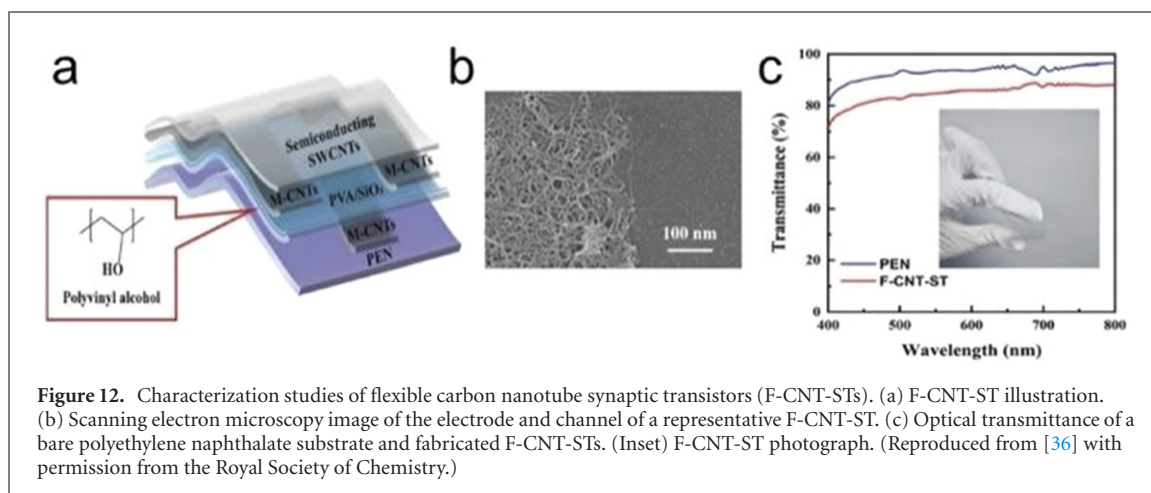 a
Semiconducting
SWCNTs
M-CNTs
M-CNTs
PVA/SiO₂
M-CNTs
PEN
HO
Polyvinyl alcohol
b
100 nm
c
100
80
60
40
20
0
Transmittance (%)
PEN
F-CNT-ST
400 500 600 700 800
Wavelength (nm)
Figure 12. Characterization studies of flexible carbon nanotube synaptic transistors (F-CNT-STs). (a) F-CNT-ST illustration.
(b) Scanning electron microscopy image of the electrode and channel of a representative F-CNT-ST. (c) Optical transmittance of a
bare polyethylene naphthalate substrate and fabricated F-CNT-STs. (Inset) F-CNT-ST photograph. (Reproduced from [36] with
permission from the Royal Society of Chemistry.)